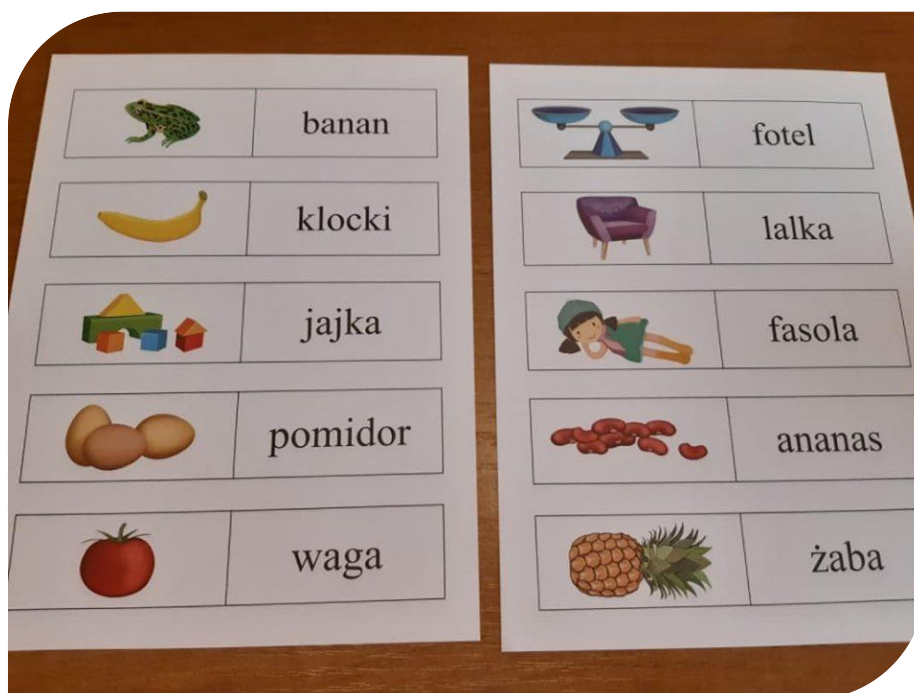 banan
klocki
jajka
pomidor
waga
fotel
lalka
fasola
ananas
żaba